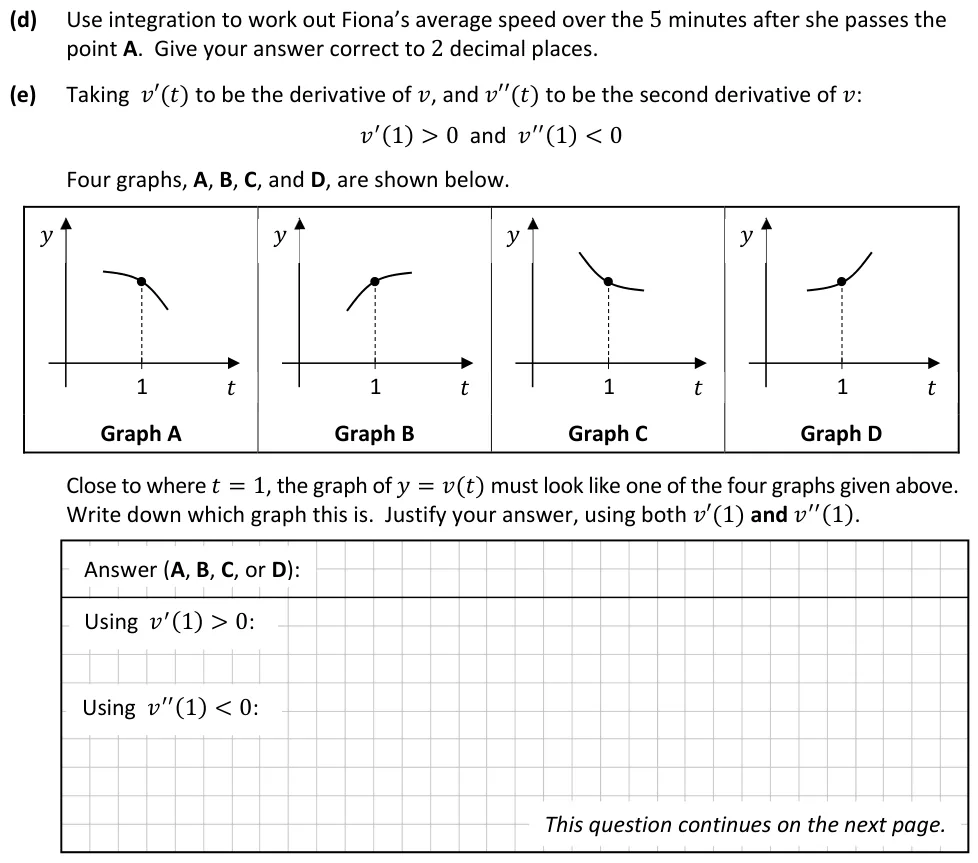 (d) Use integration to work out Fiona’s average speed over the 5 minutes after she passes the
point A. Give your answer correct to 2 decimal places.
(e) Taking v′(t) to be the derivative of v, and v′′(t) to be the second derivative of v:
v′(1) > 0 and v′′(1) < 0
Four graphs, A, B, C, and D, are shown below.
y y y y
1 t 1 t 1 t 1 t
Graph A Graph B Graph C Graph D
Close to where t = 1, the graph of y = v(t) must look like one of the four graphs given above.
Write down which graph this is. Justify your answer, using both v′(1) and v′′(1).
Answer (A, B, C, or D):
Using v′(1) > 0:
Using v′′(1) < 0:
This question continues on the next page.